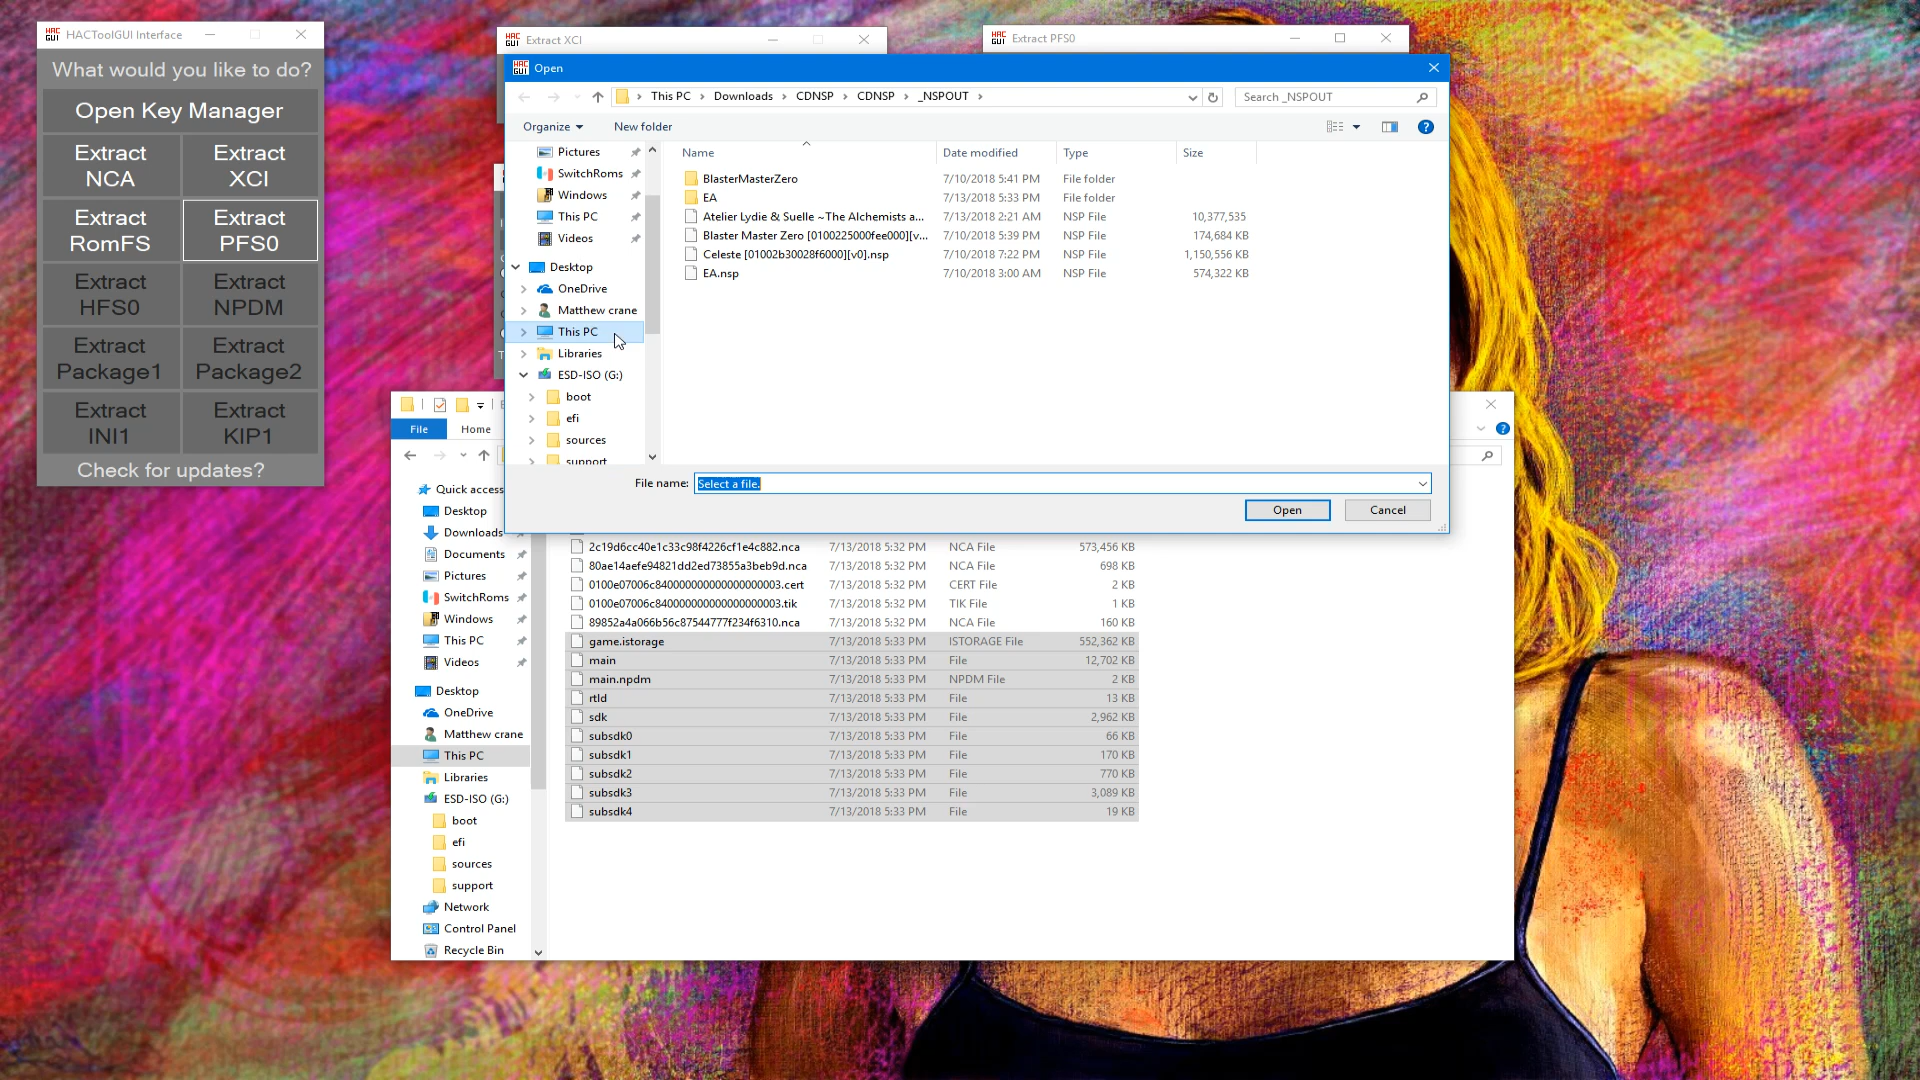 HAC GUI HACToolGUI Interface
What would you like to do?
Open Key Manager
Extract NCA
Extract XCI
Extract RomFS
Extract PFS0
Extract HFS0
Extract NPDM
Extract Package1
Extract Package2
Extract INI1
Extract KIP1
Check for updates?
HAC GUI Extract XCI
HAC GUI Extract PFS0
HAC GUI Open
This PC > Downloads > CDNSP > CDNSP > _NSPOUT >
Search _NSPOUT
Organize
New folder
Pictures
SwitchRoms
Windows
This PC
Videos
Desktop
OneDrive
Matthew crane
This PC
Libraries
ESD-ISO (G:)
boot
efi
sources
support
Name Date modified Type Size
BlasterMasterZero 7/10/2018 5:41 PM File folder
EA 7/13/2018 5:33 PM File folder
Atelier Lydie & Suelle ~The Alchemists a... 7/13/2018 2:21 AM NSP File 10,377,535
Blaster Master Zero [0100225000fee000][v... 7/10/2018 5:39 PM NSP File 174,684 KB
Celeste [01002b30028f6000][v0].nsp 7/10/2018 7:22 PM NSP File 1,150,556 KB
EA.nsp 7/10/2018 3:00 AM NSP File 574,322 KB
File name: Select a file.
Open
Cancel
File
Home
Quick access
Desktop
Downloads
Documents
Pictures
SwitchRoms
Windows
This PC
Videos
Desktop
OneDrive
Matthew crane
This PC
Libraries
ESD-ISO (G:)
boot
efi
sources
support
Network
Control Panel
Recycle Bin
2c19d6cc40e1c33c98f4226cf1e4c882.nca 7/13/2018 5:32 PM NCA File 573,456 KB
80ae14aefe94821dd2ed73855a3beb9d.nca 7/13/2018 5:32 PM NCA File 698 KB
0100e07006c840000000000000000003.cert 7/13/2018 5:32 PM CERT File 2 KB
0100e07006c840000000000000000003.tik 7/13/2018 5:32 PM TIK File 1 KB
89852a4a066b56c87544777f234f6310.nca 7/13/2018 5:32 PM NCA File 160 KB
game.istorage 7/13/2018 5:33 PM ISTORAGE File 552,362 KB
main 7/13/2018 5:33 PM File 12,702 KB
main.npdm 7/13/2018 5:33 PM NPDM File 2 KB
rtld 7/13/2018 5:33 PM File 13 KB
sdk 7/13/2018 5:33 PM File 2,962 KB
subsdk0 7/13/2018 5:33 PM File 66 KB
subsdk1 7/13/2018 5:33 PM File 170 KB
subsdk2 7/13/2018 5:33 PM File 770 KB
subsdk3 7/13/2018 5:33 PM File 3,089 KB
subsdk4 7/13/2018 5:33 PM File 19 KB